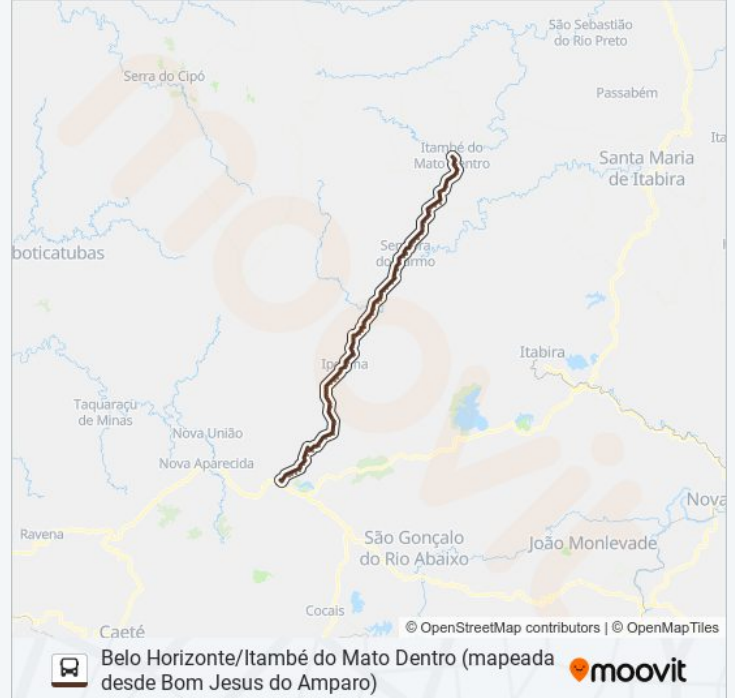 São Sebastião
do Rio Preto
Serra do Cipó
Passabém
Ita
Itambé do
Mato Dentro
Santa Maria
de Itabira
boticatubas
Senhora
do Carmo
Itabira
Ipoema
Taquaraçu
de Minas
Nova União
Nova Aparecida
Nova
Ravena
São Gonçalo
do Rio Abaixo
João Monlevade
Cocais
Caeté
© OpenStreetMap contributors | © OpenMapTiles
Belo Horizonte/Itambé do Mato Dentro (mapeada
desde Bom Jesus do Amparo)
moovit
moovit